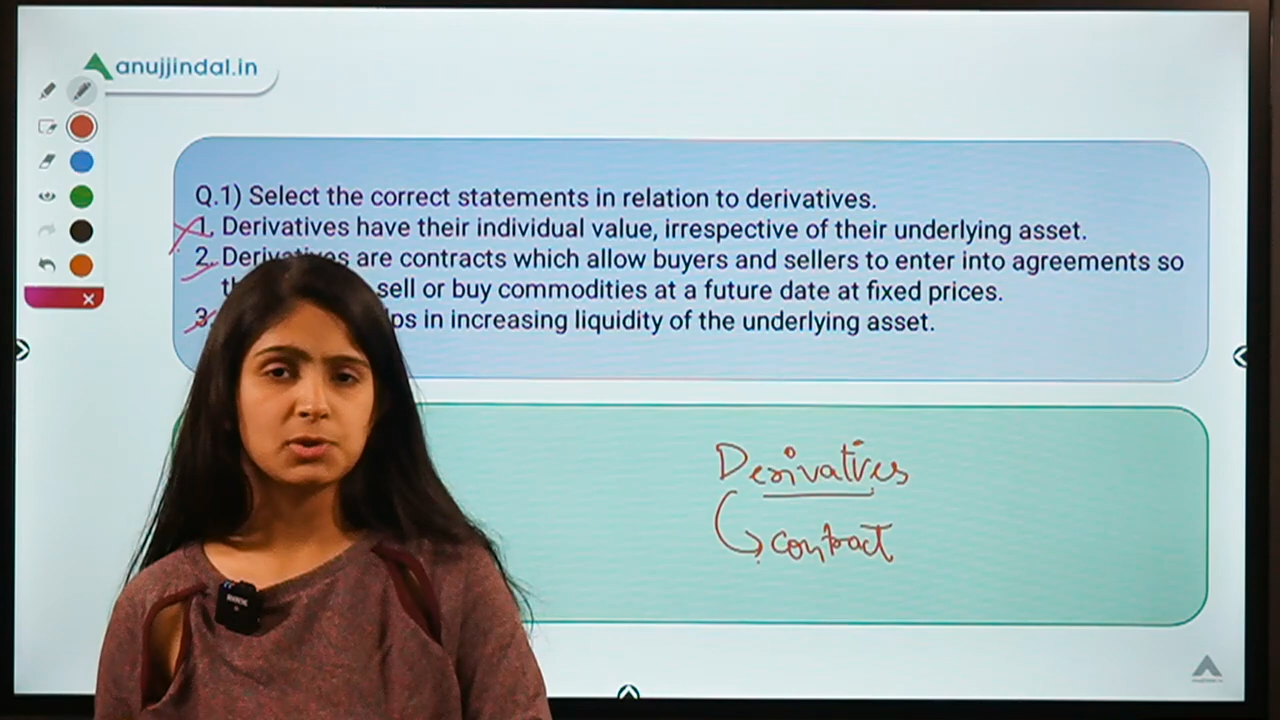 anujjindal.in
Q.1) Select the correct statements in relation to derivatives.
1. Derivatives have their individual value, irrespective of their underlying asset.
2. Derivatives are contracts which allow buyers and sellers to enter into agreements so
sell or buy commodities at a future date at fixed prices.
3. in increasing liquidity of the underlying asset.
Derivatives
contract